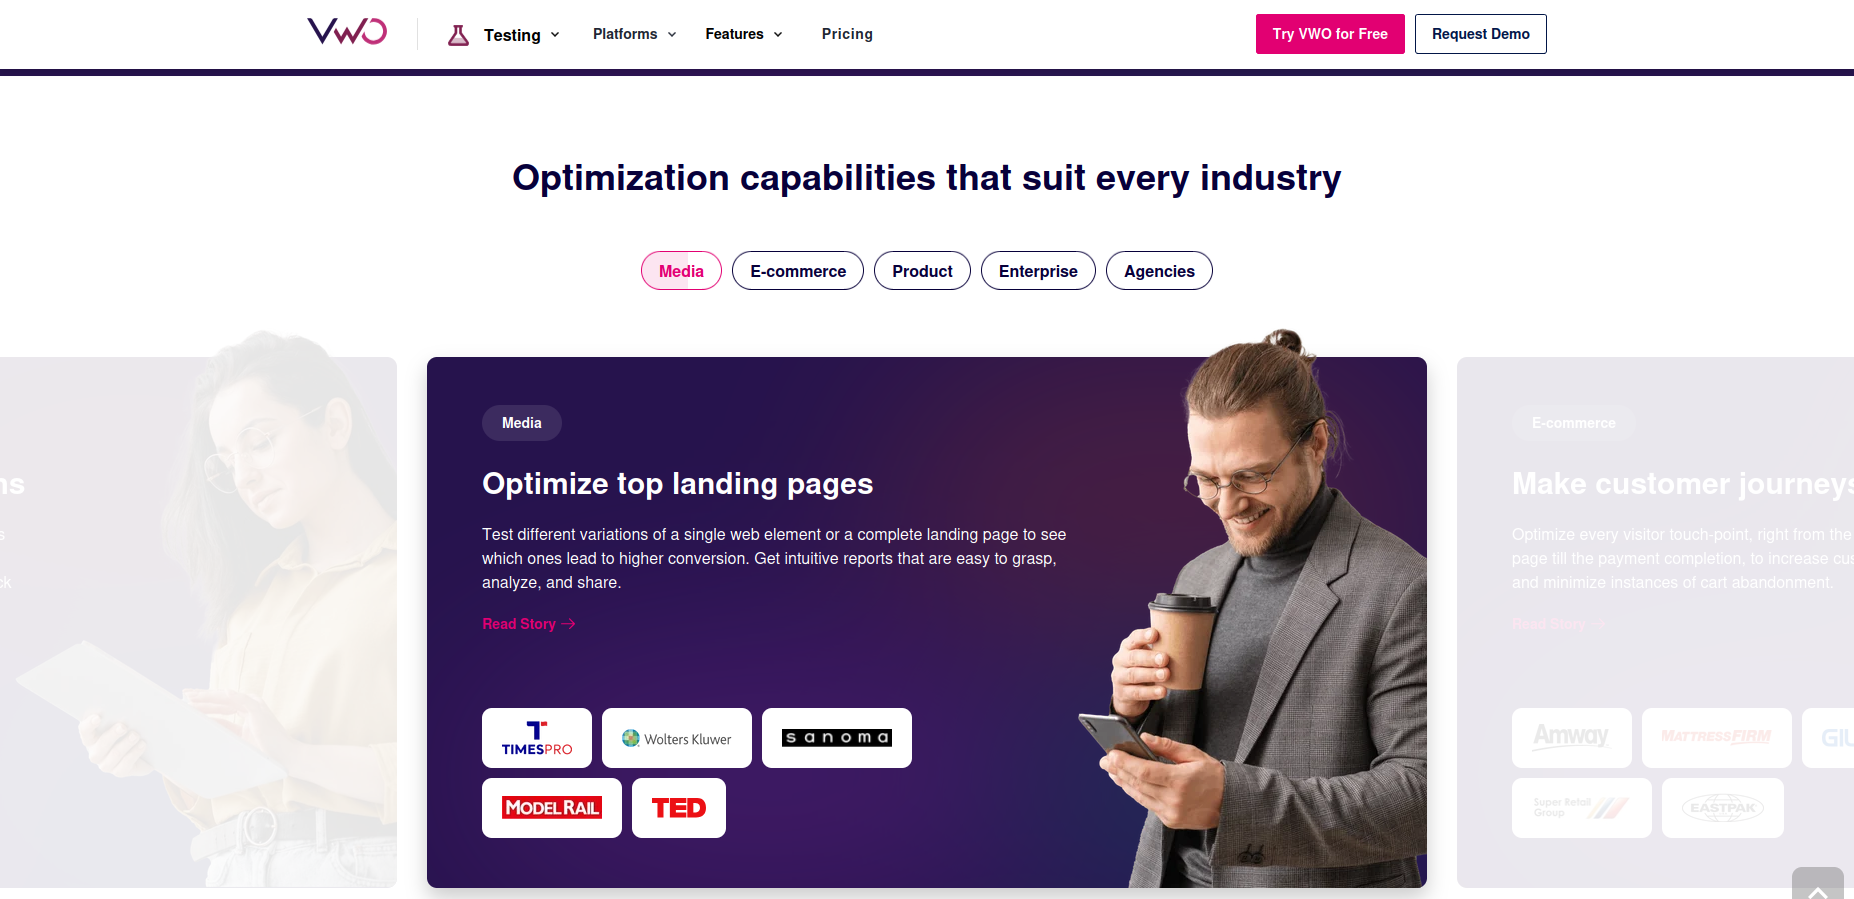 VWO
Testing
Platforms
Features
Pricing
Try VWO for Free
Request Demo
Optimization capabilities that suit every industry
Media
E-commerce
Product
Enterprise
Agencies
ns
s
ck
Media
Optimize top landing pages
Test different variations of a single web element or a complete landing page to see
which ones lead to higher conversion. Get intuitive reports that are easy to grasp,
analyze, and share.
Read Story →
TIMESPRO
Wolters Kluwer
sanoma
MODEL RAIL
TED
E-commerce
Make customer journeys
Optimize every visitor touch-point, right from the
page till the payment completion, to increase cus
and minimize instances of cart abandonment.
Read Story →
Amway
MATTRESSFIRM
GIL
Super Retail
Group
EASTPAK